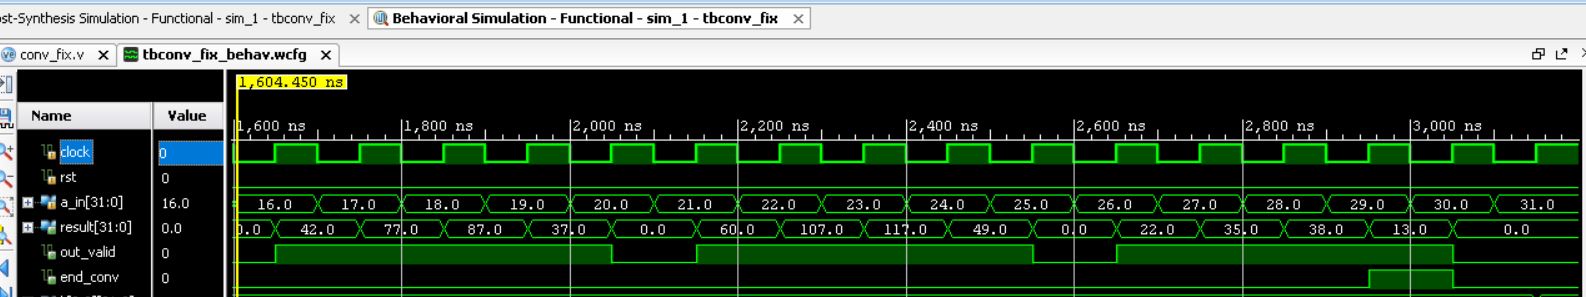 st-Synthesis Simulation - Functional - sim_1 - tbconv_fix × Behavioral Simulation - Functional - sim_1 - tbconv_fix ×
conv_fix.v × tbconv_fix_behav.wcfg ×
1,604.450 ns
Name Value
1,600 ns 1,800 ns 2,000 ns 2,200 ns 2,400 ns 2,600 ns 2,800 ns 3,000 ns
clock 0
rst 0
a_in[31:0] 16.0 16.0 17.0 18.0 19.0 20.0 21.0 22.0 23.0 24.0 25.0 26.0 27.0 28.0 29.0 30.0 31.0
result[31:0] 0.0 0.0 42.0 77.0 87.0 37.0 0.0 60.0 107.0 117.0 49.0 0.0 22.0 35.0 38.0 13.0 0.0
out_valid 0
end_conv 0